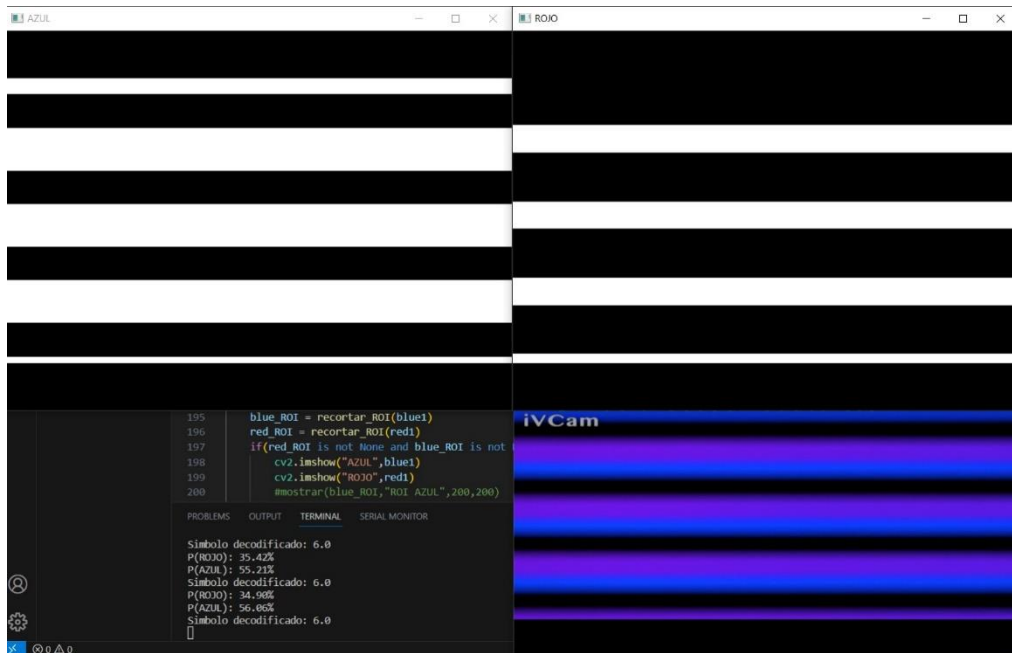 AZUL
ROJO
195 blue_ROI = recortar_ROI(blue1)
196 red_ROI = recortar_ROI(red1)
197 if(red_ROI is not None and blue_ROI is not
198 cv2.imshow("AZUL",blue1)
199 cv2.imshow("ROJO",red1)
200 #mostrar(blue_ROI,"ROI AZUL",200,200)
iVCam
PROBLEMS OUTPUT TERMINAL SERIAL MONITOR
Simbolo decodificado: 6.0
P(ROJO): 35.42%
P(AZUL): 55.21%
Simbolo decodificado: 6.0
P(ROJO): 34.90%
P(AZUL): 56.06%
Simbolo decodificado: 6.0
0 0